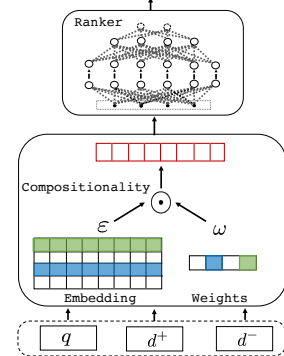 Ranker
Compositionality
ε ω
Embedding Weights
q d⁺ d⁻